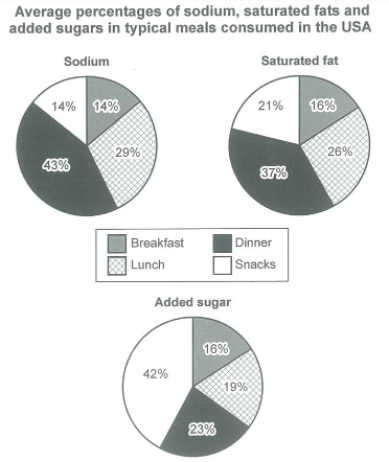 Average percentages of sodium, saturated fats and
added sugars in typical meals consumed in the USA
Sodium
14%
14%
29%
43%
Saturated fat
21%
16%
26%
37%
Breakfast
Dinner
Lunch
Snacks
Added sugar
16%
42%
19%
23%